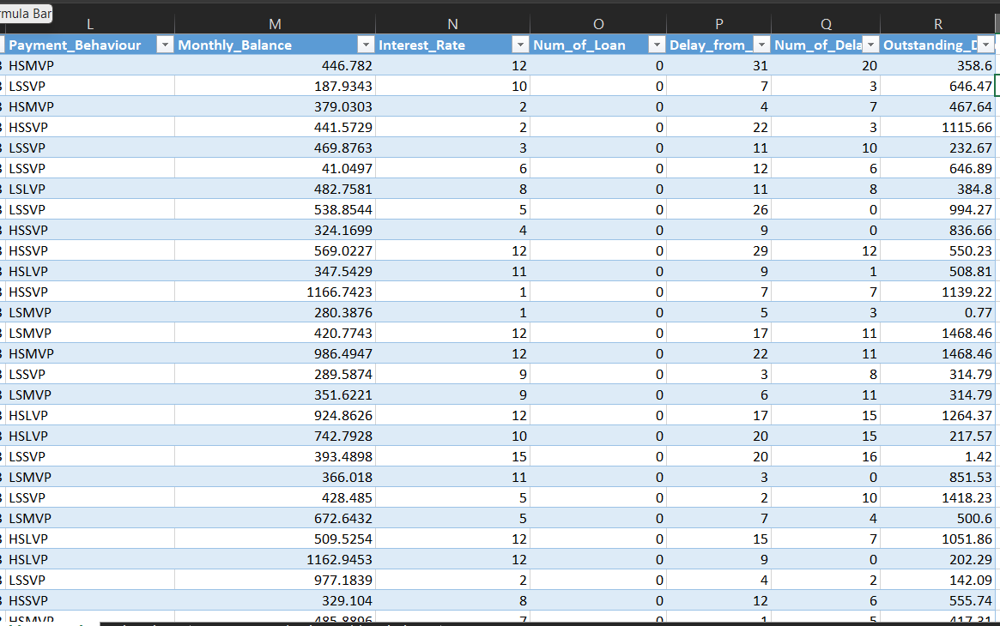 rmula Bar
L M N O P Q R
Payment_Behaviour Monthly_Balance Interest_Rate Num_of_Loan Delay_from_ Num_of_Dela Outstanding_D
HSMVP 446.782 12 0 31 20 358.6
LSSVP 187.9343 10 0 7 3 646.47
HSMVP 379.0303 2 0 4 7 467.64
HSSVP 441.5729 2 0 22 3 1115.66
LSSVP 469.8763 3 0 11 10 232.67
LSSVP 41.0497 6 0 12 6 646.89
LSLVP 482.7581 8 0 11 8 384.8
LSSVP 538.8544 5 0 26 0 994.27
HSSVP 324.1699 4 0 9 0 836.66
HSSVP 569.0227 12 0 29 12 550.23
HSLVP 347.5429 11 0 9 1 508.81
HSSVP 1166.7423 1 0 7 7 1139.22
LSMVP 280.3876 1 0 5 3 0.77
LSMVP 420.7743 12 0 17 11 1468.46
HSMVP 986.4947 12 0 22 11 1468.46
LSSVP 289.5874 9 0 3 8 314.79
LSMVP 351.6221 9 0 6 11 314.79
HSLVP 924.8626 12 0 17 15 1264.37
HSLVP 742.7928 10 0 20 15 217.57
LSSVP 393.4898 15 0 20 16 1.42
LSMVP 366.018 11 0 3 0 851.53
LSSVP 428.485 5 0 2 10 1418.23
LSMVP 672.6432 5 0 7 4 500.6
HSLVP 509.5254 12 0 15 7 1051.86
HSLVP 1162.9453 12 0 9 0 202.29
LSSVP 977.1839 2 0 4 2 142.09
HSSVP 329.104 8 0 12 6 555.74
HSMVP 485.8896 7 0 1 5 417.31